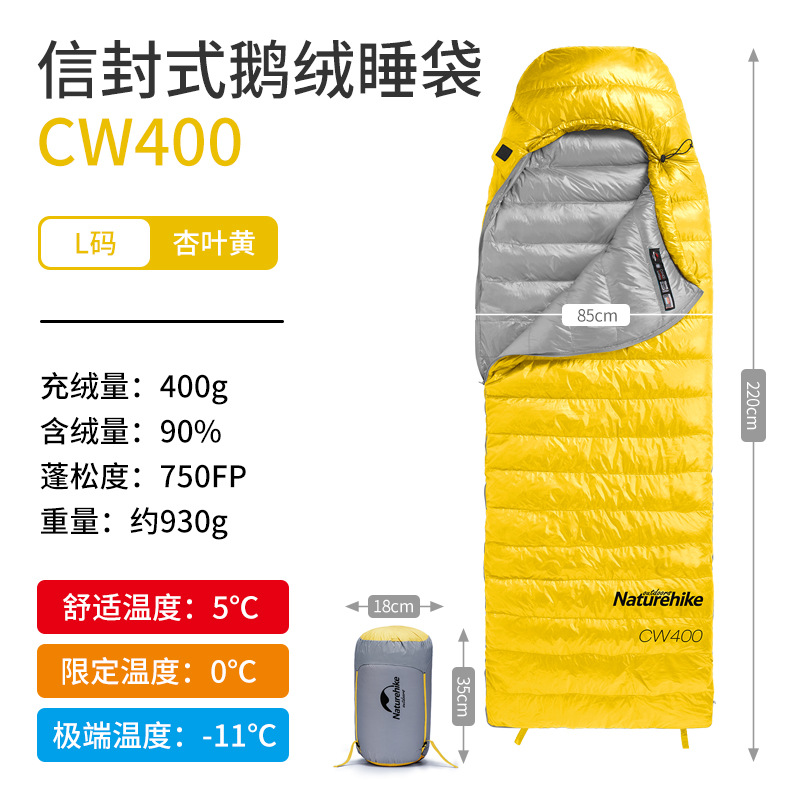 信封式鹅绒睡袋
CW400
L码 杏叶黄
充绒量：400g
含绒量：90%
蓬松度：750FP
重量：约930g
舒适温度：5℃
限定温度：0℃
极端温度：-11℃
85cm
220cm
outdoors
Naturehike
CW400
18cm
35cm
Naturehike